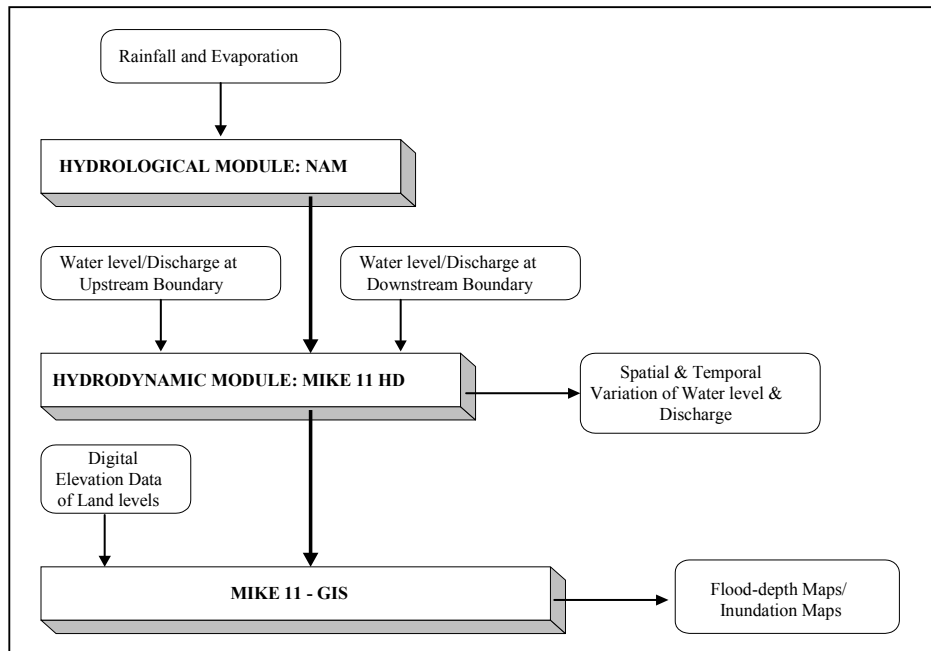 Rainfall and Evaporation
HYDROLOGICAL MODULE: NAM
Water level/Discharge at
Upstream Boundary
Water level/Discharge at
Downstream Boundary
HYDRODYNAMIC MODULE: MIKE 11 HD
Spatial & Temporal
Variation of Water level &
Discharge
Digital
Elevation Data
of Land levels
MIKE 11 - GIS
Flood-depth Maps/
Inundation Maps